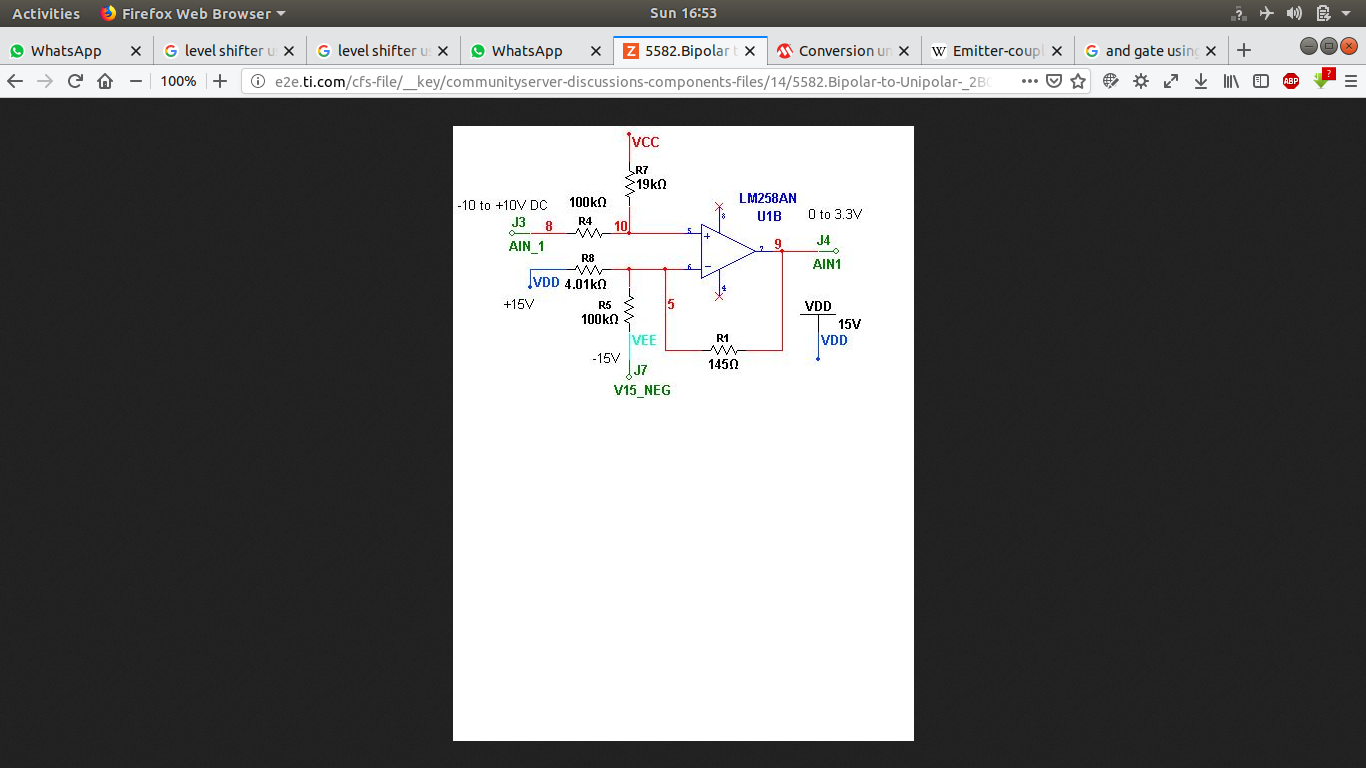 Activities Firefox Web Browser Sun 16:53
WhatsApp level shifter u level shifter u WhatsApp 5582.Bipolar t Conversion un Emitter-coupl and gate using
100% e2e.ti.com/cfs-file/__key/communityserver-discussions-components-files/14/5582.Bipolar-to-Unipolar-_2B
VCC
R7
19kΩ
-10 to +10V DC 100kΩ LM258AN
U1B 0 to 3.3V
J3 8 R4 10 5 + 8 7 9 J4
AIN_1 AIN1
R8 6 −
VDD 4.01kΩ 4
+15V R5 5 VDD
100kΩ 15V
VEE R1 VDD
-15V 145Ω
J7
V15_NEG